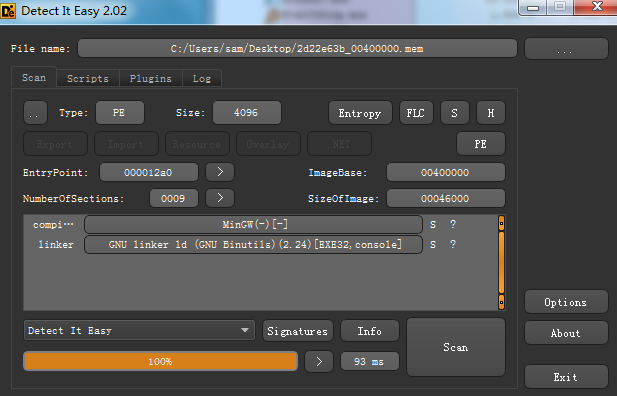 Detect It Easy 2.02
File name: C:/Users/sam/Desktop/2d22e63b_00400000.mem ...
Scan Scripts Plugins Log
.. Type: PE Size: 4096 Entropy FLC S H
Export Import Resource Overlay .NET PE
EntryPoint: 000012a0 > ImageBase: 00400000
NumberOfSections: 0009 > SizeOfImage: 00046000
compi... MinGW(-)[-] S ?
linker GNU linker ld (GNU Binutils)(2.24)[EXE32,console] S ?
Options
Detect It Easy Signatures Info Scan About
100% > 93 ms
Exit